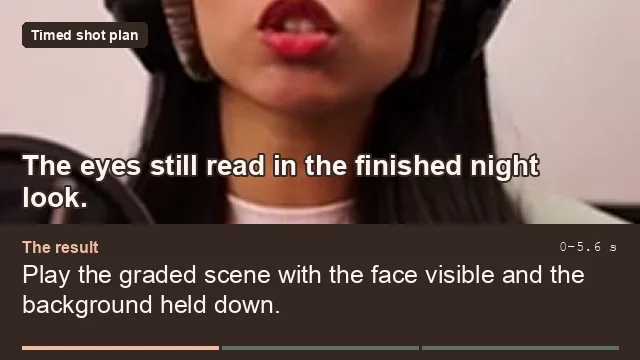 Timed shot plan
The eyes still read in the finished night
look.
The result
0–5.6 s
Play the graded scene with the face visible and the
background held down.